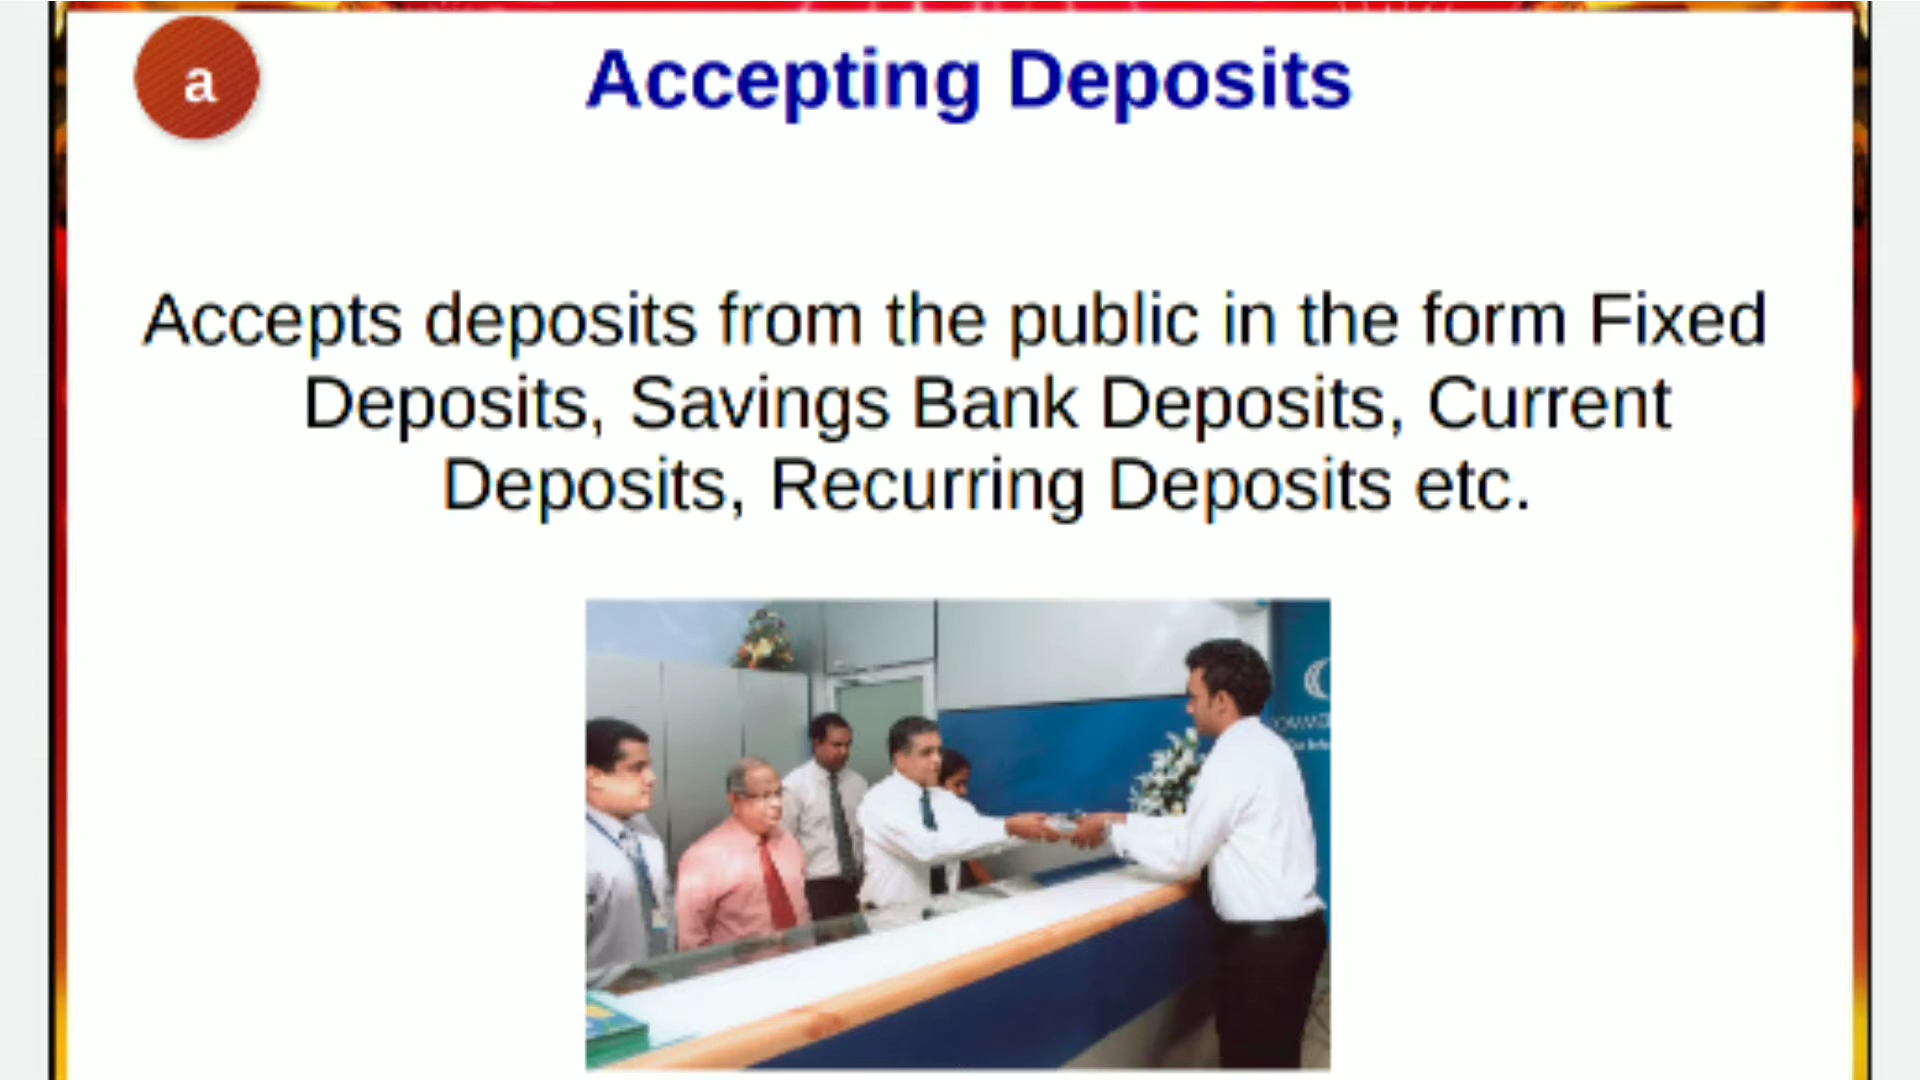 a
Accepting Deposits
Accepts deposits from the public in the form Fixed
Deposits, Savings Bank Deposits, Current
Deposits, Recurring Deposits etc.